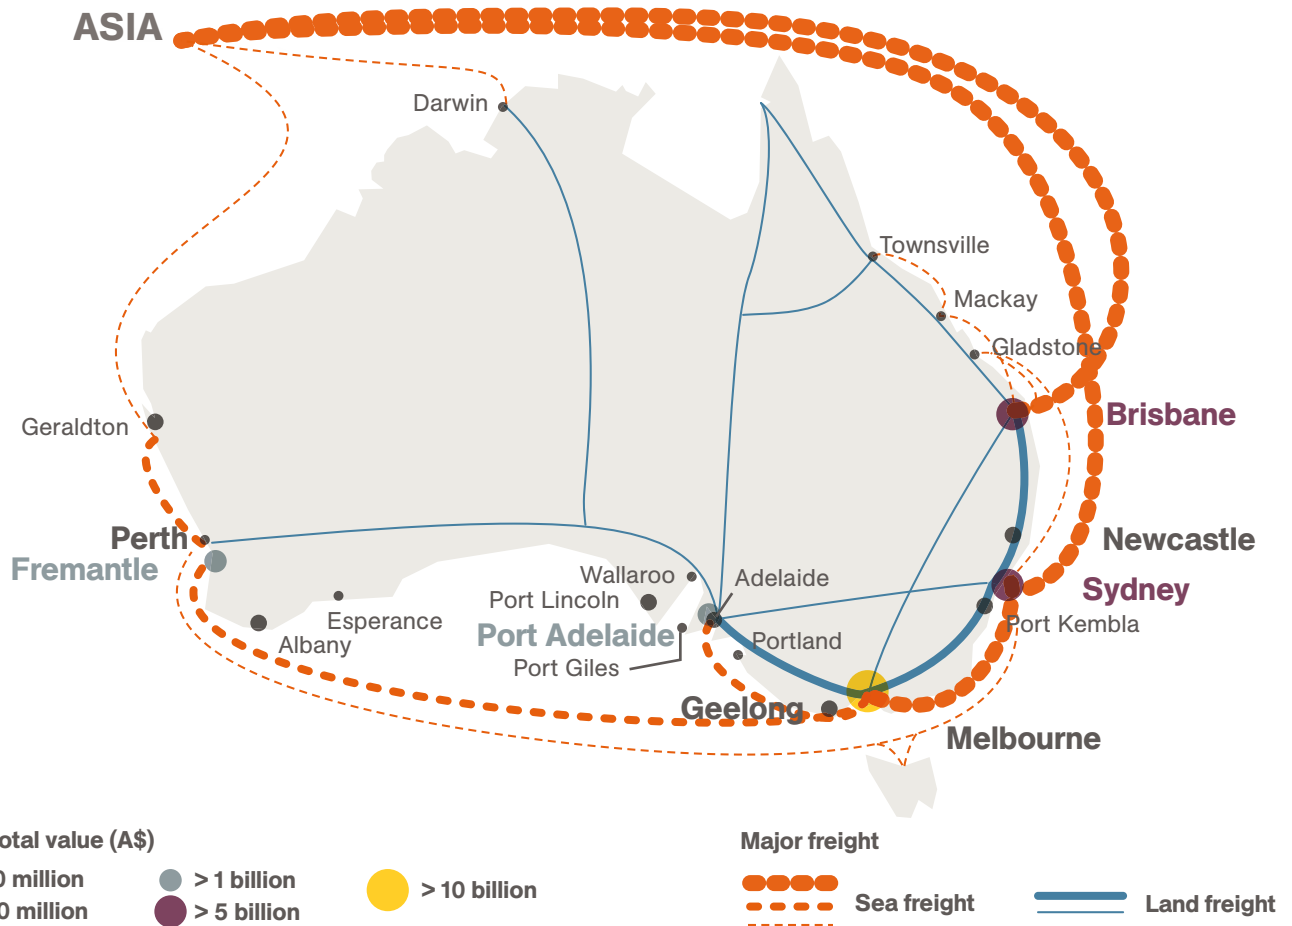 ASIA
Darwin
Townsville
Mackay
Gladstone
Brisbane
Geraldton
Perth
Fremantle
Newcastle
Wallaroo
Adelaide
Sydney
Port Lincoln
Esperance
Port Kembla
Port Adelaide
Portland
Albany
Port Giles
Geelong
Melbourne
otal value (A$)
Major freight
0 million
> 1 billion
> 10 billion
0 million
> 5 billion
Sea freight
Land freight